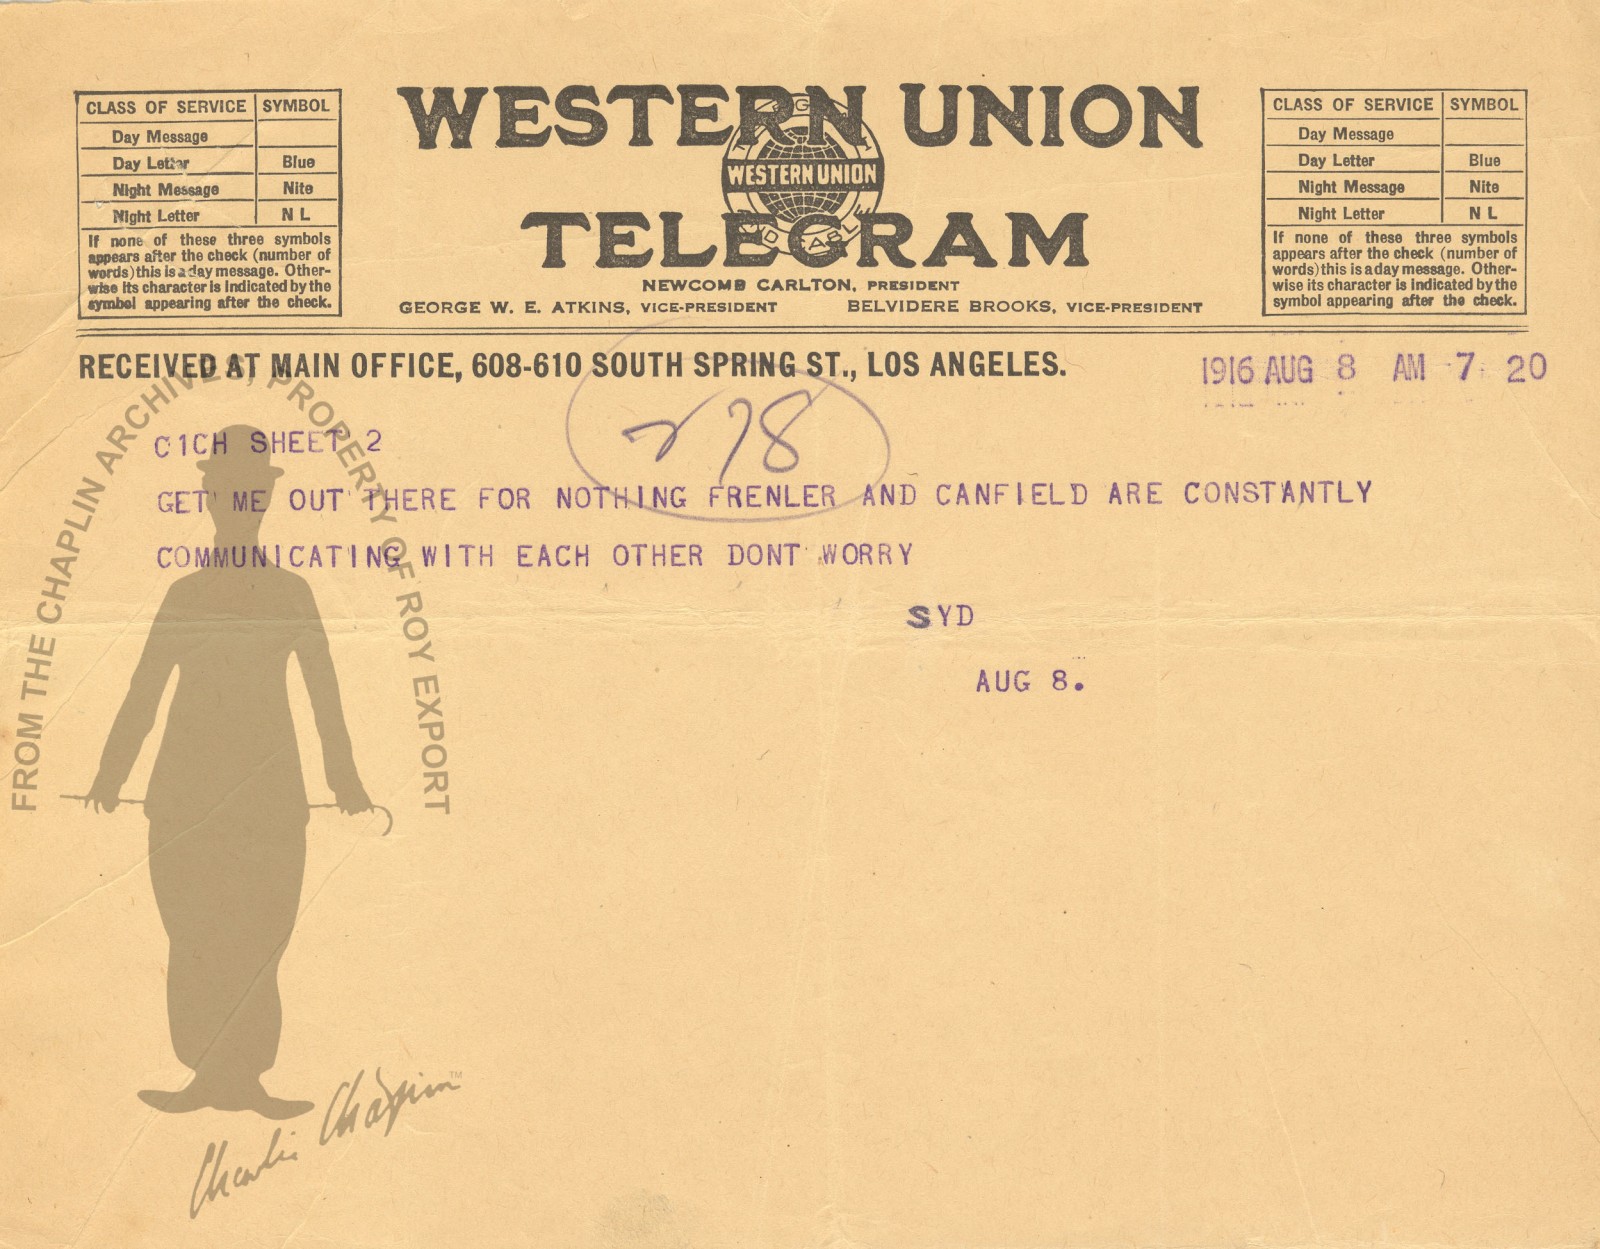 CLASS OF SERVICE SYMBOL
Day Message
Day Letter Blue
Night Message Nite
Night Letter N L
If none of these three symbols
appears after the check (number of
words)this is a day message. Other-
wise its character is indicated by the
symbol appearing after the check.
WESTERN UNION
WESTERN UNION
TELEGRAM
NEWCOMB CARLTON, PRESIDENT
GEORGE W. E. ATKINS, VICE-PRESIDENT BELVIDERE BROOKS, VICE-PRESIDENT
CLASS OF SERVICE SYMBOL
Day Message
Day Letter Blue
Night Message Nite
Night Letter N L
If none of these three symbols
appears after the check (number of
words)this is a day message. Other-
wise its character is indicated by the
symbol appearing after the check.
RECEIVED AT MAIN OFFICE, 608-610 SOUTH SPRING ST., LOS ANGELES.
1916 AUG 8 AM 7 20
278
C1CH SHEET 2
GET ME OUT THERE FOR NOTHING FRENLER AND CANFIELD ARE CONSTANTLY
COMMUNICATING WITH EACH OTHER DONT WORRY
SYD
AUG 8.
FROM THE CHAPLIN ARCHIVES, PROPERTY OF ROY EXPORT
Charlie Chaplin™